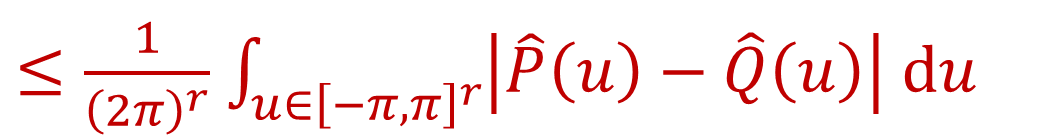 ≤ 1/(2π)^r ∫_{u∈[−π,π]^r} |P̂(u) − Q̂(u)| du